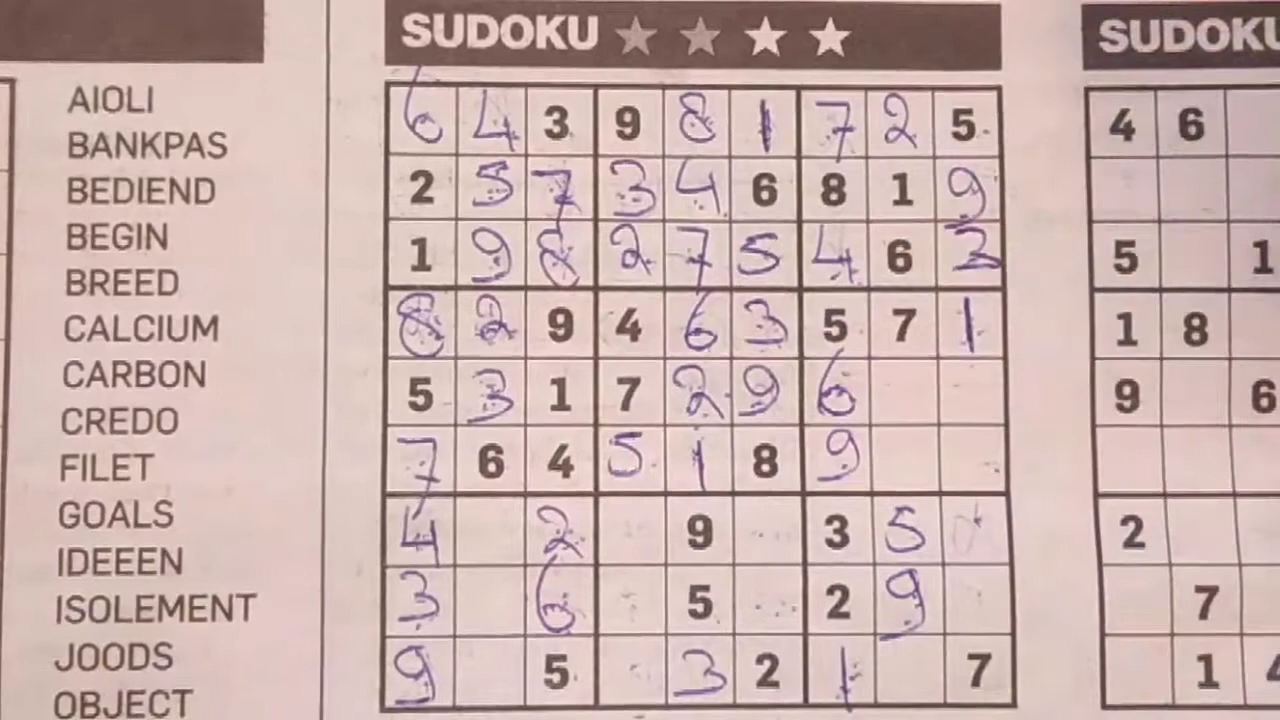 SUDOKU
SUDOKU
AIOLI
BANKPAS
BEDIEND
BEGIN
BREED
CALCIUM
CARBON
CREDO
FILET
GOALS
IDEEEN
ISOLEMENT
JOODS
OBJECT
6 4 3 9 8 1 7 2 5
2 5 7 3 4 6 8 1 9
1 9 8 2 7 5 4 6 3
8 2 9 4 6 3 5 7 1
5 3 1 7 2 9 6
7 6 4 5 1 8 9
4 2 9 3 5
3 6 5 2 9
9 5 3 2 1 7
4 6
5 1
1 8
9 6
2
7
1 4